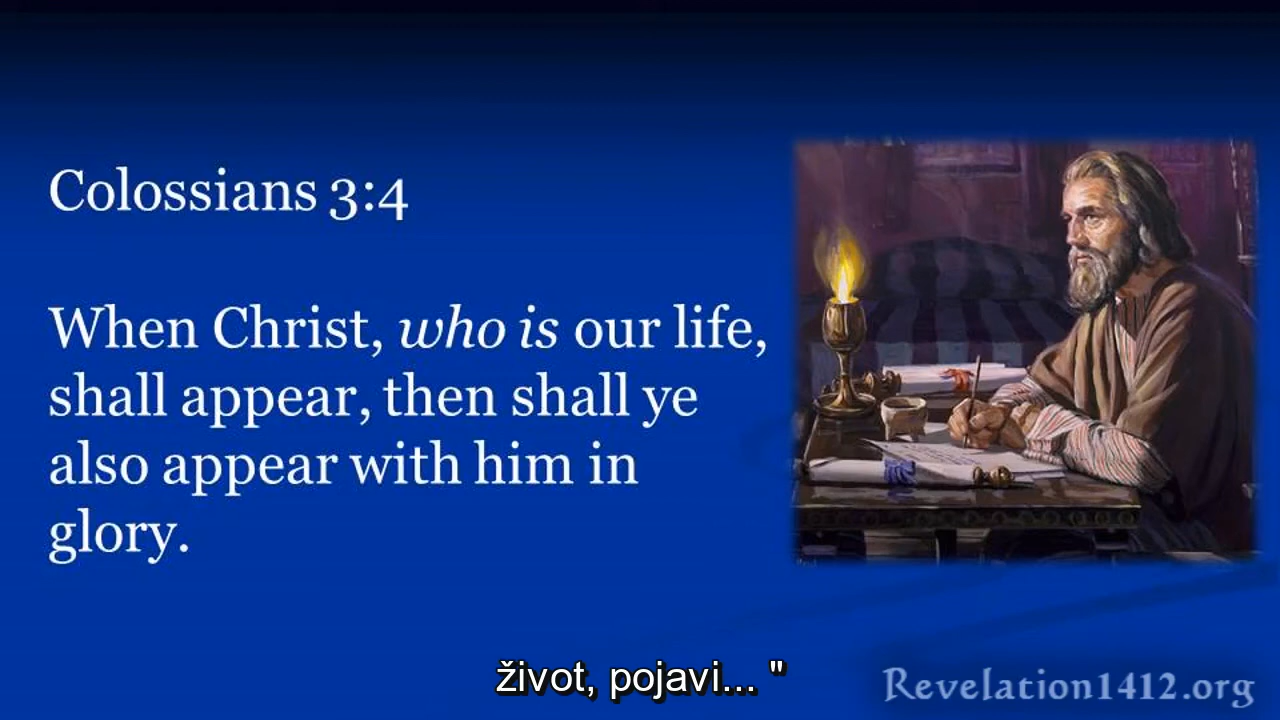 Colossians 3:4
When Christ, who is our life,
shall appear, then shall ye
also appear with him in
glory.
život, pojavi... "
Revelation1412.org